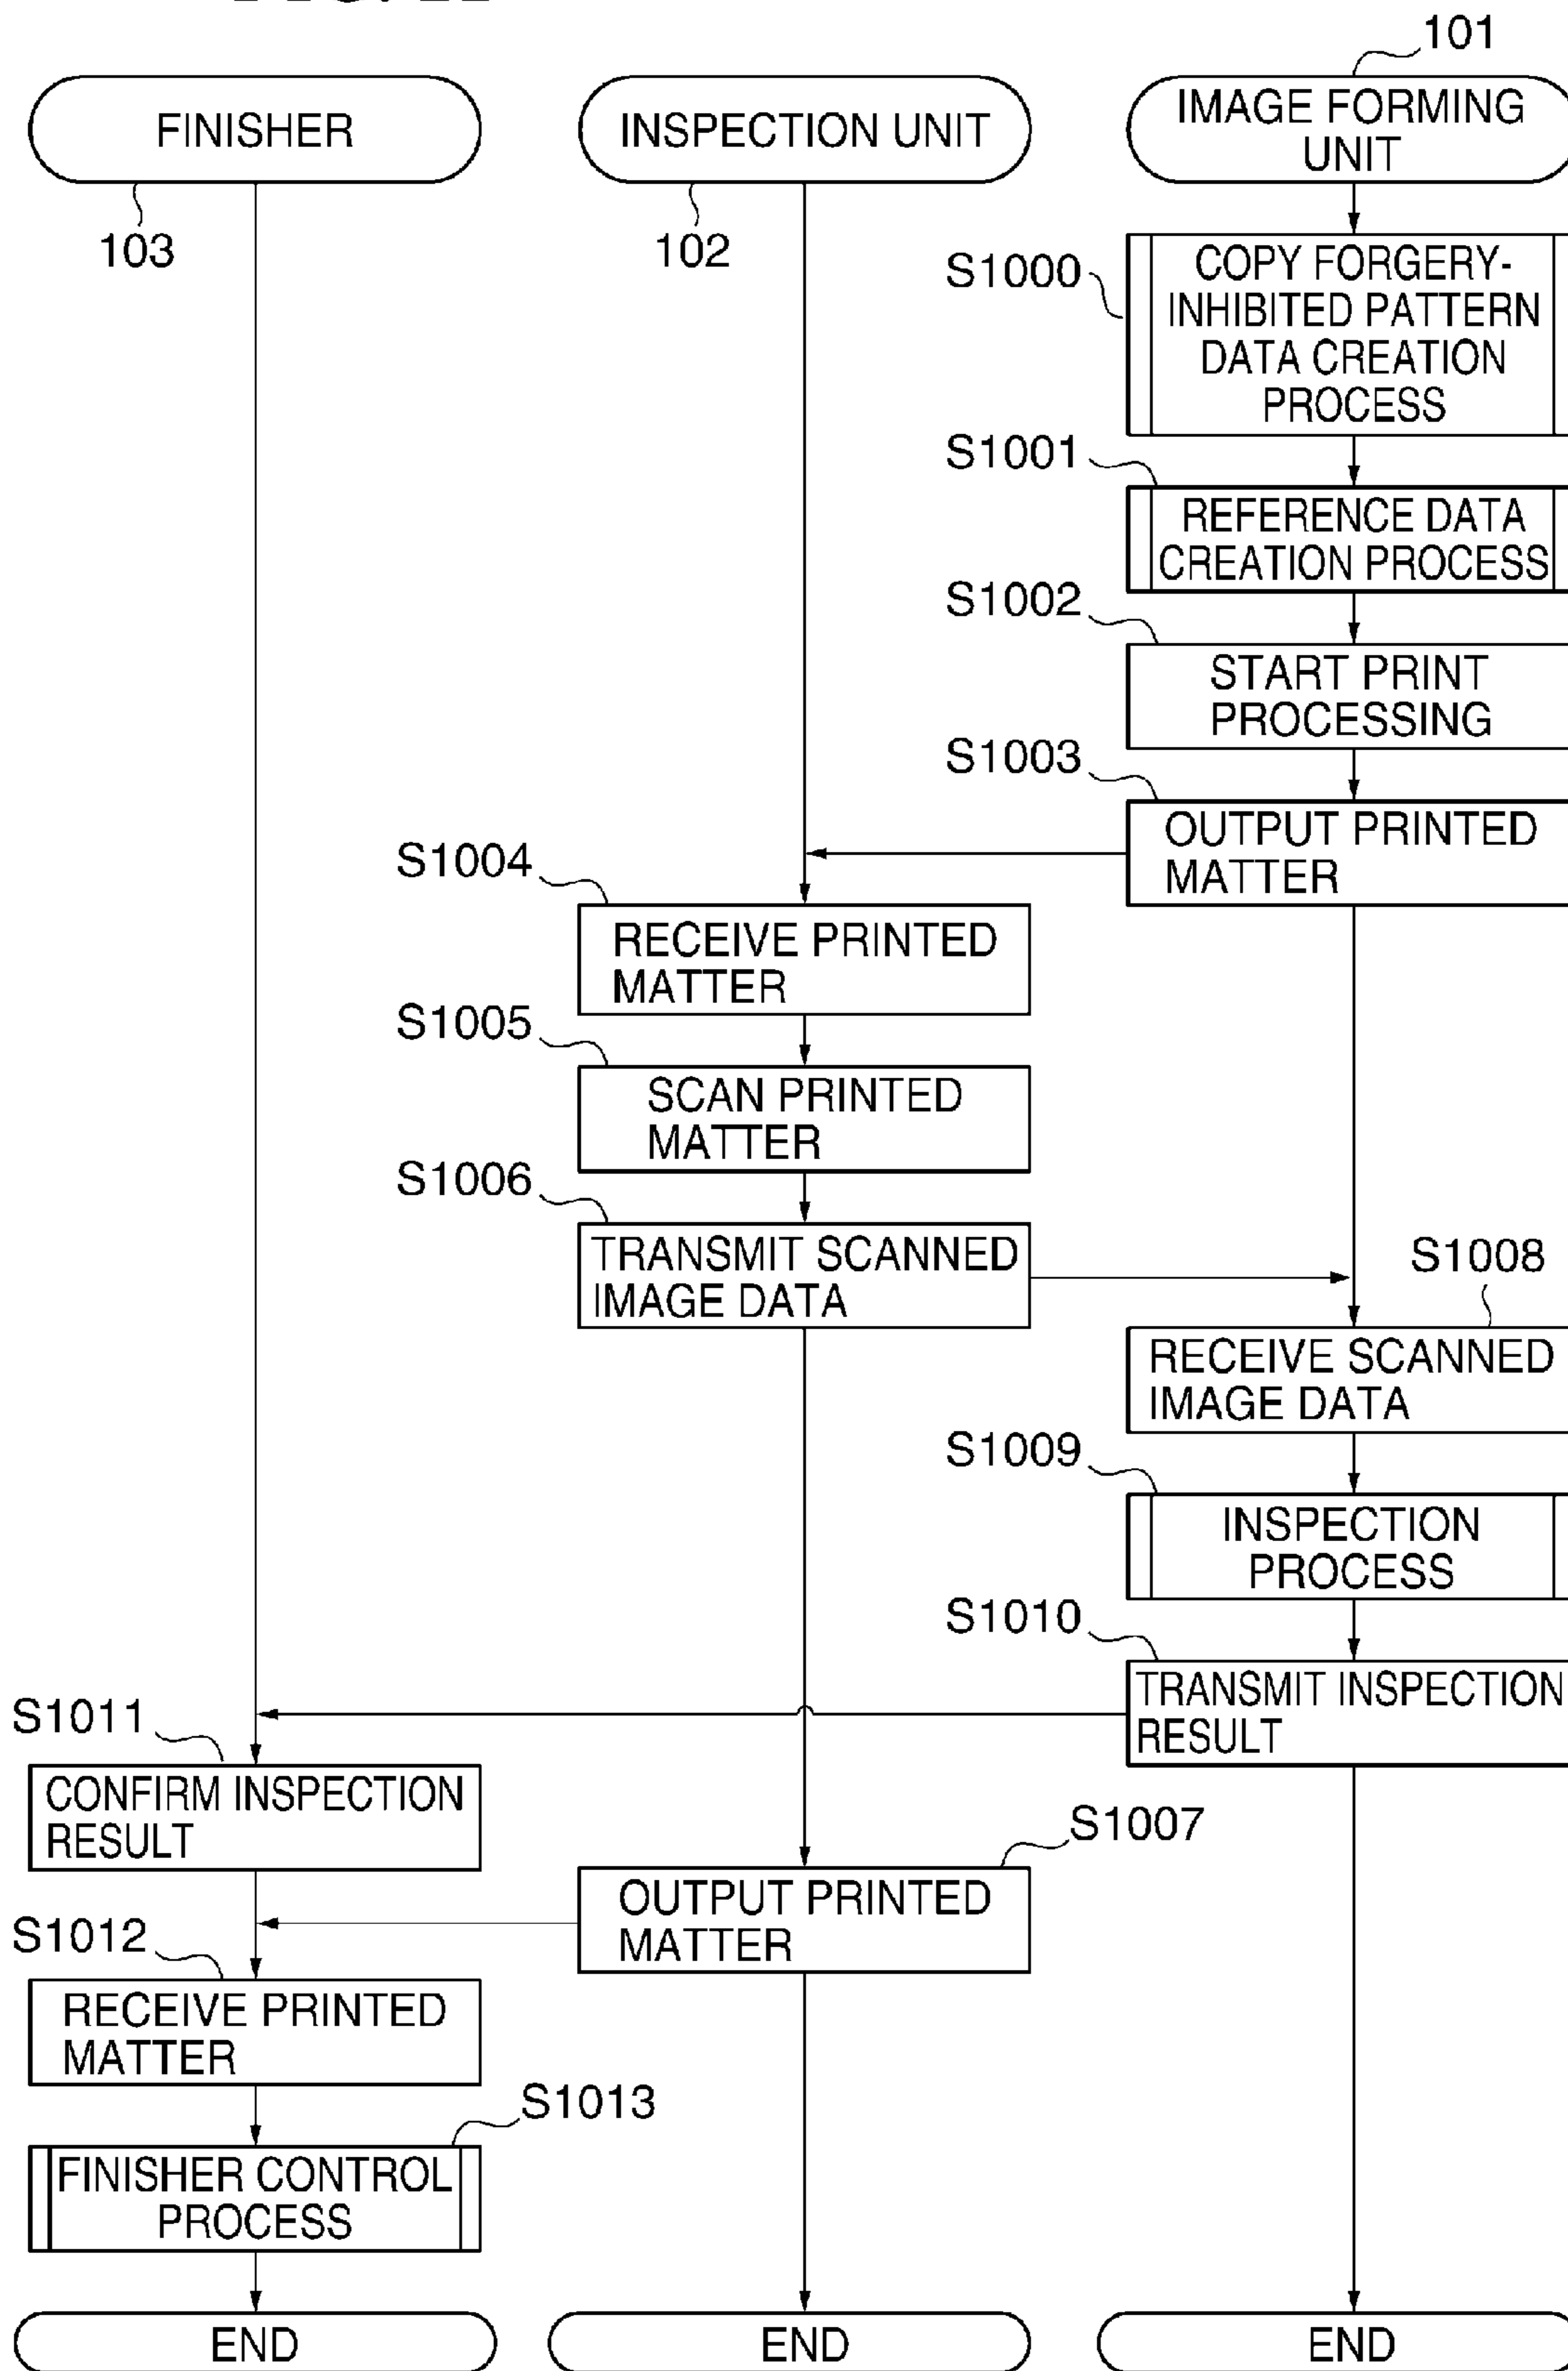 101
FINISHER
INSPECTION UNIT
IMAGE FORMING
UNIT
103
102
S1000
COPY FORGERY-
INHIBITED PATTERN
DATA CREATION
PROCESS
S1001
REFERENCE DATA
CREATION PROCESS
S1002
START PRINT
PROCESSING
S1003
OUTPUT PRINTED
MATTER
S1004
RECEIVE PRINTED
MATTER
S1005
SCAN PRINTED
MATTER
S1006
TRANSMIT SCANNED
IMAGE DATA
S1008
RECEIVE SCANNED
IMAGE DATA
S1009
INSPECTION
PROCESS
S1010
TRANSMIT INSPECTION
RESULT
S1011
CONFIRM INSPECTION
RESULT
S1007
OUTPUT PRINTED
MATTER
S1012
RECEIVE PRINTED
MATTER
S1013
FINISHER CONTROL
PROCESS
END
END
END